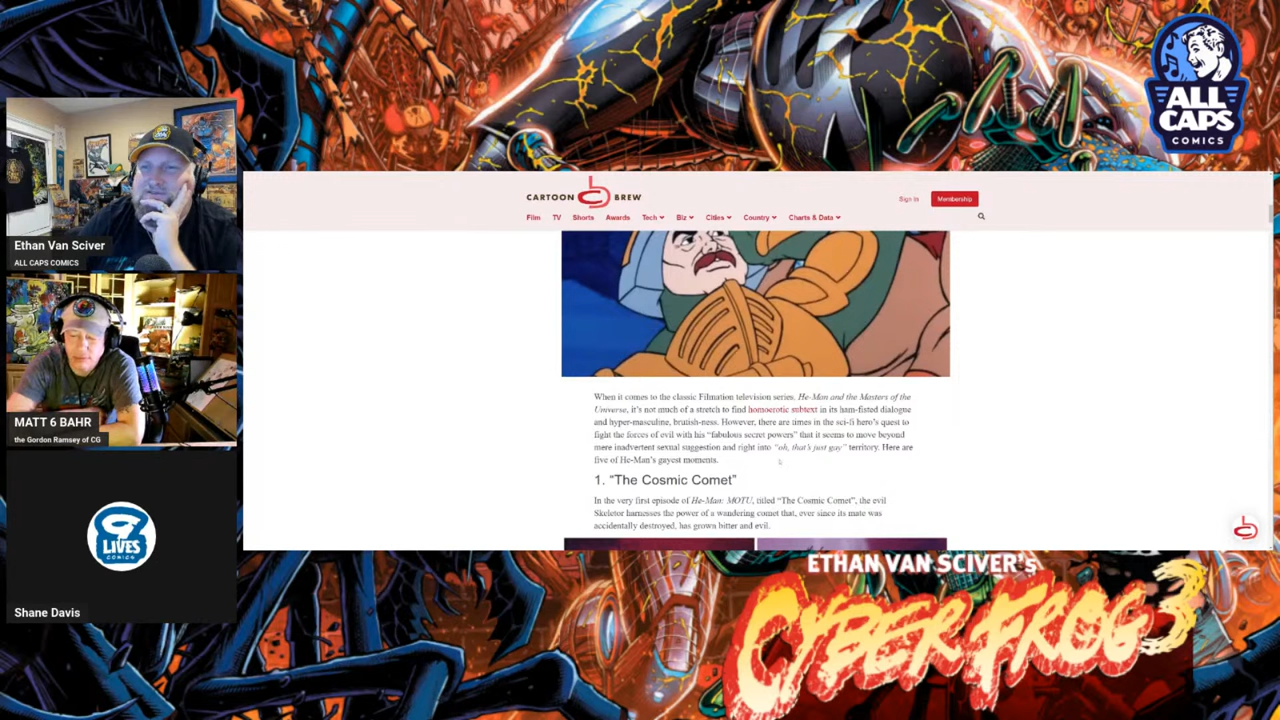 ALL
CAPS
COMICS
Ethan Van Sciver
ALL CAPS COMICS
MATT 6 BAHR
the Gordon Ramsey of CG
9
LIVES
COMICS
Shane Davis
CARTOON BREW
Sign In
Membership
Film TV Shorts Awards Tech Biz Cities Country Charts & Data
When it comes to the classic Filmation television series, He-Man and the Masters of the
Universe, it's not much of a stretch to find homoerotic subtext in its ham-fisted dialogue
and hyper-masculine, brutish-ness. However, there are times in the sci-fi hero's quest to
fight the forces of evil with his "fabulous secret powers" that it seems to move beyond
mere inadvertent sexual suggestion and right into "oh, that's just gay" territory. Here are
five of He-Man's gayest moments.
1. "The Cosmic Comet"
In the very first episode of He-Man: MOTU, titled "The Cosmic Comet", the evil
Skeletor harnesses the power of a wandering comet that, ever since its mate was
accidentally destroyed, has grown bitter and evil.
ETHAN VAN SCIVER's
CYBERFROG 3